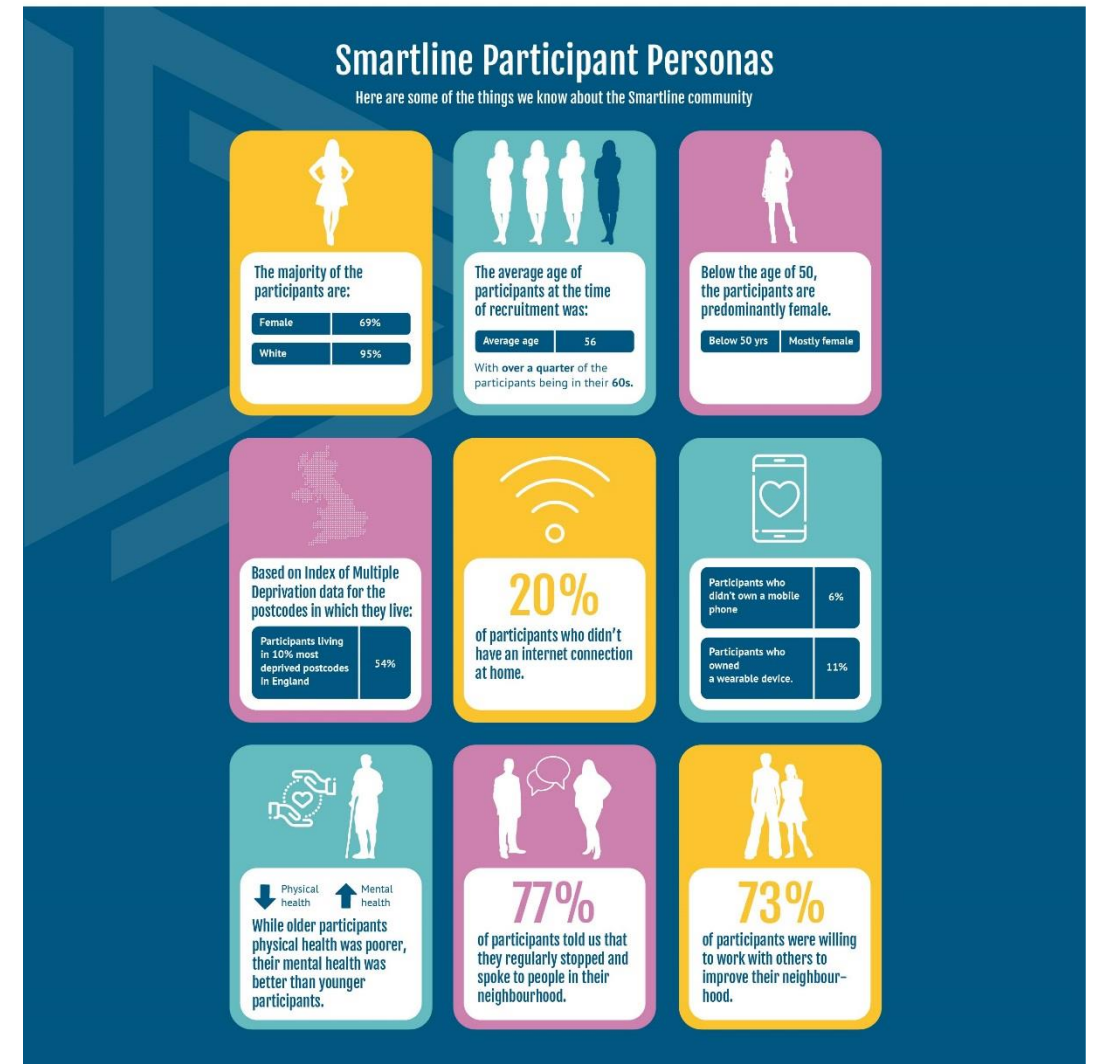 Smartline Participant Personas
Here are some of the things we know about the Smartline community
The majority of the
participants are:
Female 69%
White 95%
The average age of
participants at the time
of recruitment was:
Average age 56
With over a quarter of the
participants being in their 60s.
Below the age of 50,
the participants are
predominantly female.
Below 50 yrs Mostly female
Based on Index of Multiple
Deprivation data for the
postcodes in which they live:
Participants living
in 10% most
deprived postcodes
in England
54%
20%
of participants who didn't
have an internet connection
at home.
Participants who
didn't own a mobile
phone
6%
Participants who
owned
a wearable device.
11%
Physical
health
Mental
health
While older participants
physical health was poorer,
their mental health was
better than younger
participants.
77%
of participants told us that
they regularly stopped and
spoke to people in their
neighbourhood.
73%
of participants were willing
to work with others to
improve their neighbour-
hood.